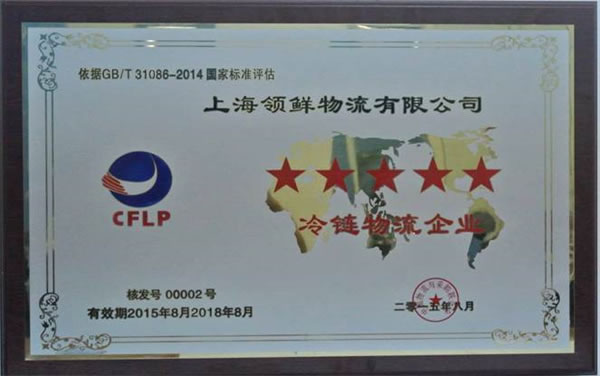 依据GB/T 31086-2014 国家标准评估
上海领鲜物流有限公司
CFLP
冷链物流企业
核发号 00002 号
有效期2015年8月2018年8月
二零一五年八月